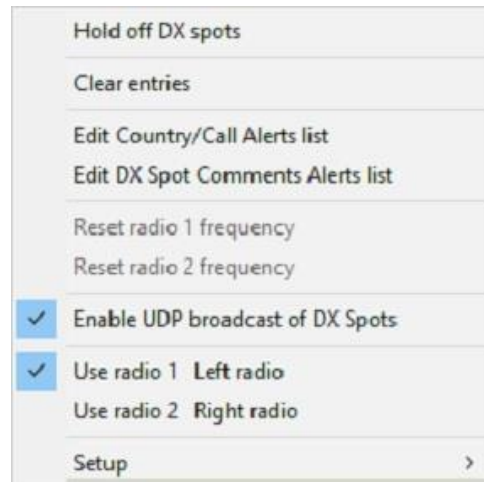 Hold off DX spots
Clear entries
Edit Country/Call Alerts list
Edit DX Spot Comments Alerts list
Reset radio 1 frequency
Reset radio 2 frequency
Enable UDP broadcast of DX Spots
Use radio 1 Left radio
Use radio 2 Right radio
Setup